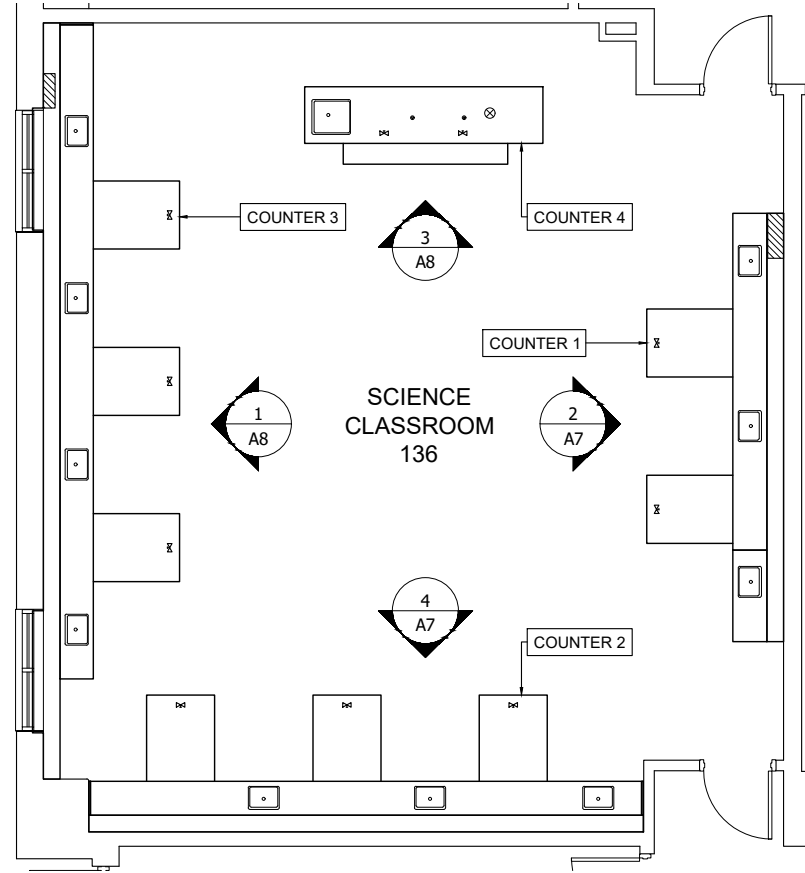 COUNTER 3
COUNTER 4
3
A8
COUNTER 1
SCIENCE
CLASSROOM
136
1
A8
2
A7
4
A7
COUNTER 2